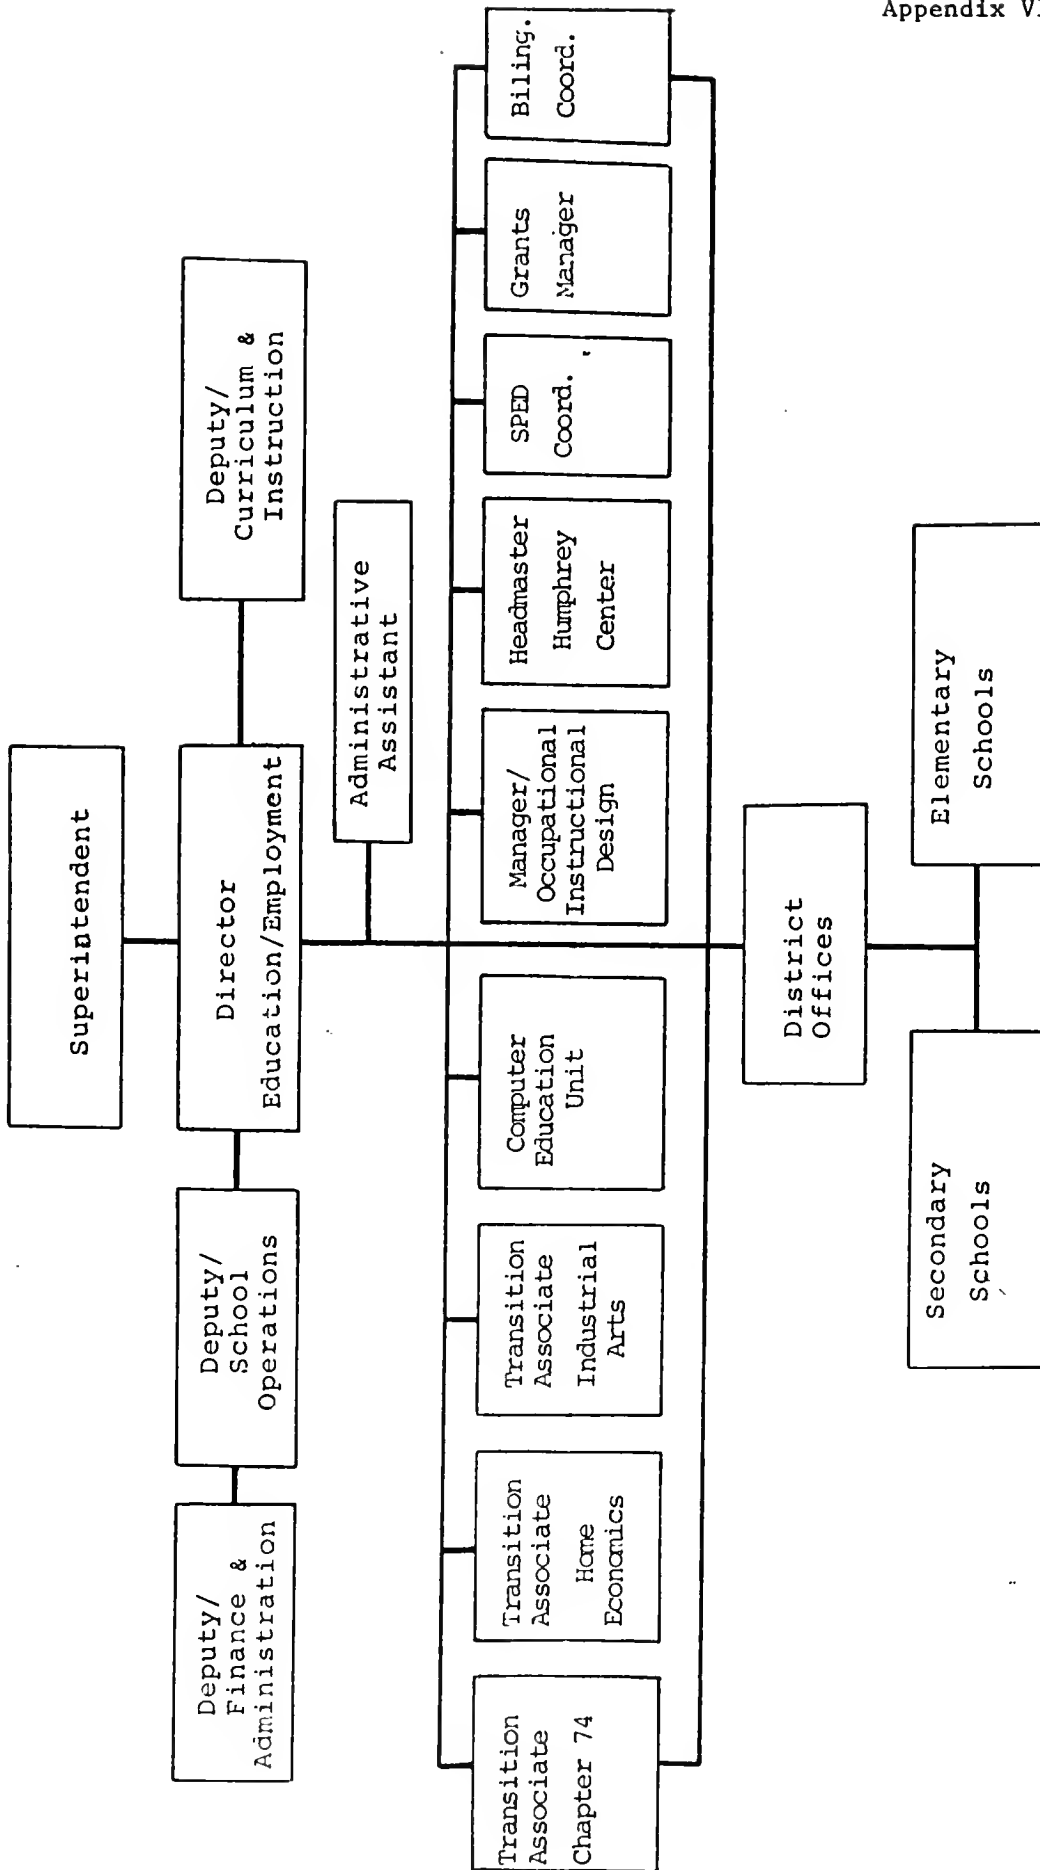 Appendix VI
Superintendent
Deputy/
Finance &
Administration
Deputy/
School
Operations
Director
Education/Employment
Deputy/
Curriculum &
Instruction
Administrative
Assistant
Transition
Associate
Chapter 74
Transition
Associate
Home
Economics
Transition
Associate
Industrial
Arts
Computer
Education
Unit
Manager/
Occupational
Instructional
Design
Headmaster
Humphrey
Center
SPED
Coord.
Grants
Manager
Biling.
Coord.
District
Offices
Secondary
Schools
Elementary
Schools